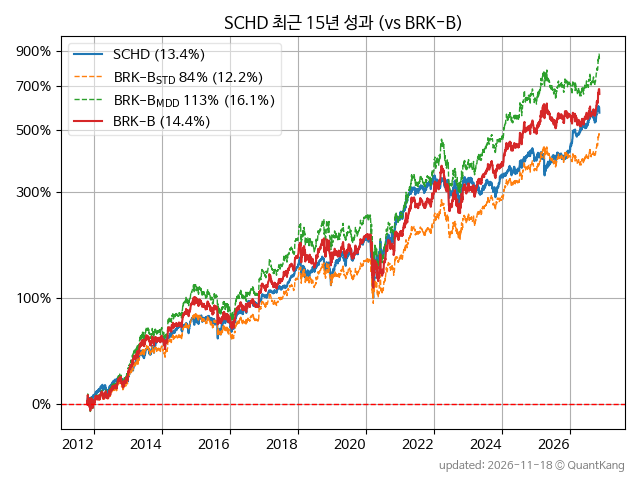 SCHD 최근 15년 성과 (vs BRK-B)
900%
700%
500%
300%
100%
0%
SCHD (13.4%)
BRK-BSTD 84% (12.2%)
BRK-BMDD 113% (16.1%)
BRK-B (14.4%)
2012 2014 2016 2018 2020 2022 2024 2026
updated: 2026-11-18 © QuantKang